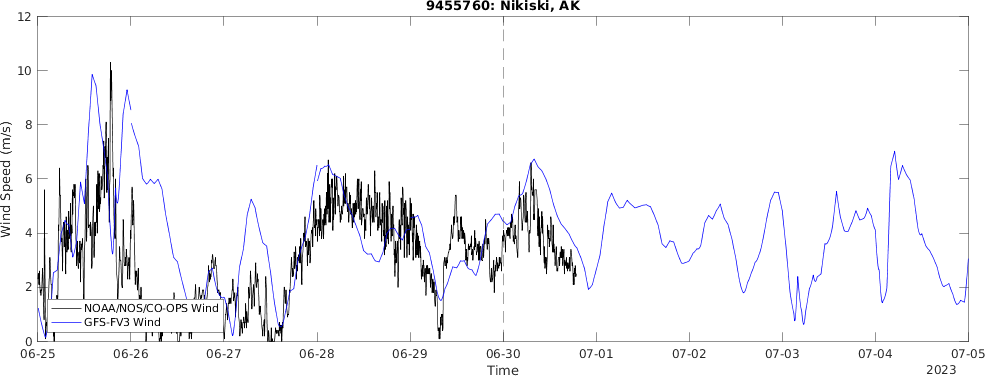 9455760: Nikiski, AK
Wind Speed (m/s)
12
10
8
6
4
2
0
NOAA/NOS/CO-OPS Wind
GFS-FV3 Wind
06-25 06-26 06-27 06-28 06-29 06-30 07-01 07-02 07-03 07-04 07-05
Time
2023